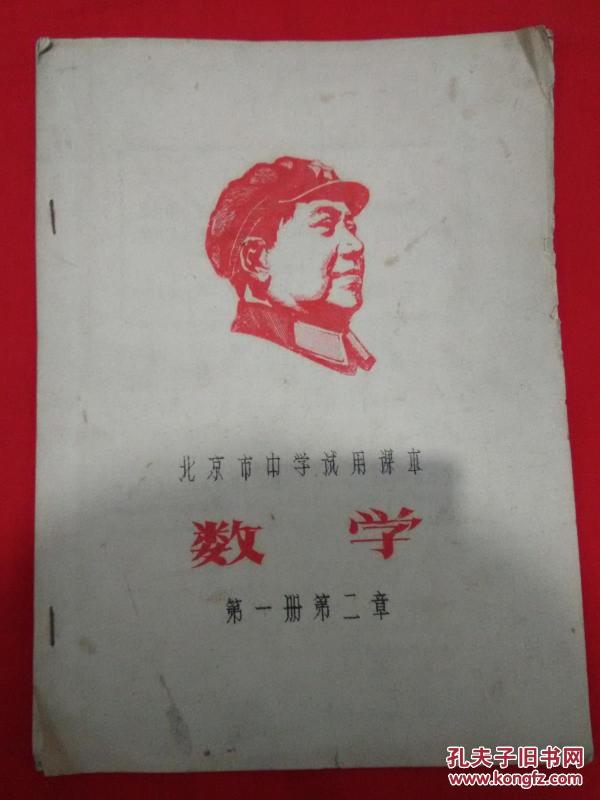 北京市中学试用课本
数学
第一册第二章
孔夫子旧书网
www.kongfz.com